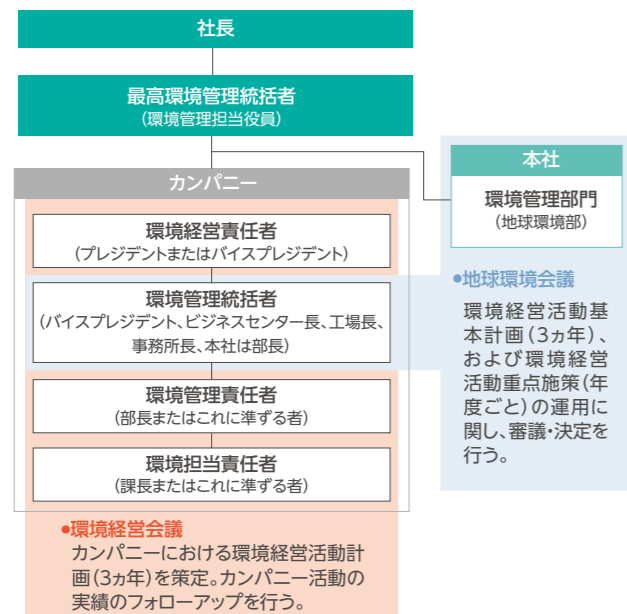 社長
最高環境管理統括者
(環境管理担当役員)
カンパニー
環境経営責任者
(プレジデントまたはバイスプレジデント)
環境管理統括者
(バイスプレジデント、ビジネスセンター長、工場長、
事務所長、本社は部長)
環境管理責任者
(部長またはこれに準ずる者)
環境担当責任者
(課長またはこれに準ずる者)
●環境経営会議
カンパニーにおける環境経営活動計
画(3ヵ年)を策定。カンパニー活動の
実績のフォローアップを行う。
本社
環境管理部門
(地球環境部)
●地球環境会議
環境経営活動基
本計画(3ヵ年)、
および環境経営
活動重点施策(年
度ごと)の運用に
関し、審議・決定を
行う。